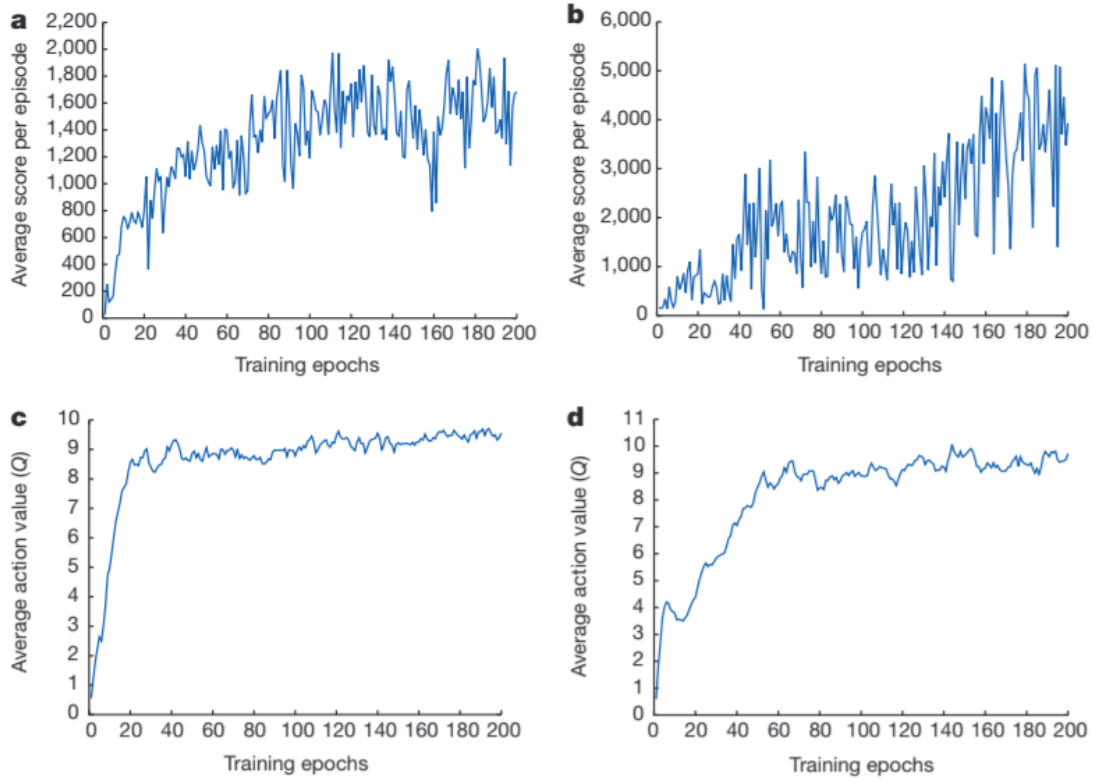 a
Average score per episode
2,200
2,000
1,800
1,600
1,400
1,200
1,000
800
600
400
200
0
0 20 40 60 80 100 120 140 160 180 200
Training epochs
b
Average score per episode
6,000
5,000
4,000
3,000
2,000
1,000
0
0 20 40 60 80 100 120 140 160 180 200
Training epochs
c
Average action value (Q)
10
9
8
7
6
5
4
3
2
1
0
0 20 40 60 80 100 120 140 160 180 200
Training epochs
d
Average action value (Q)
11
10
9
8
7
6
5
4
3
2
1
0
0 20 40 60 80 100 120 140 160 180 200
Training epochs